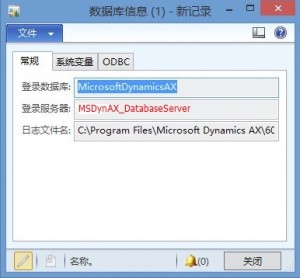 数据库信息 (1) - 新记录
文件
常规 系统变量 ODBC
登录数据库: MicrosoftDynamicsAX
登录服务器: MSDynAX_DatabaseServer
日志文件名: C:\Program Files\Microsoft Dynamics AX\60
名称。 (0) 关闭